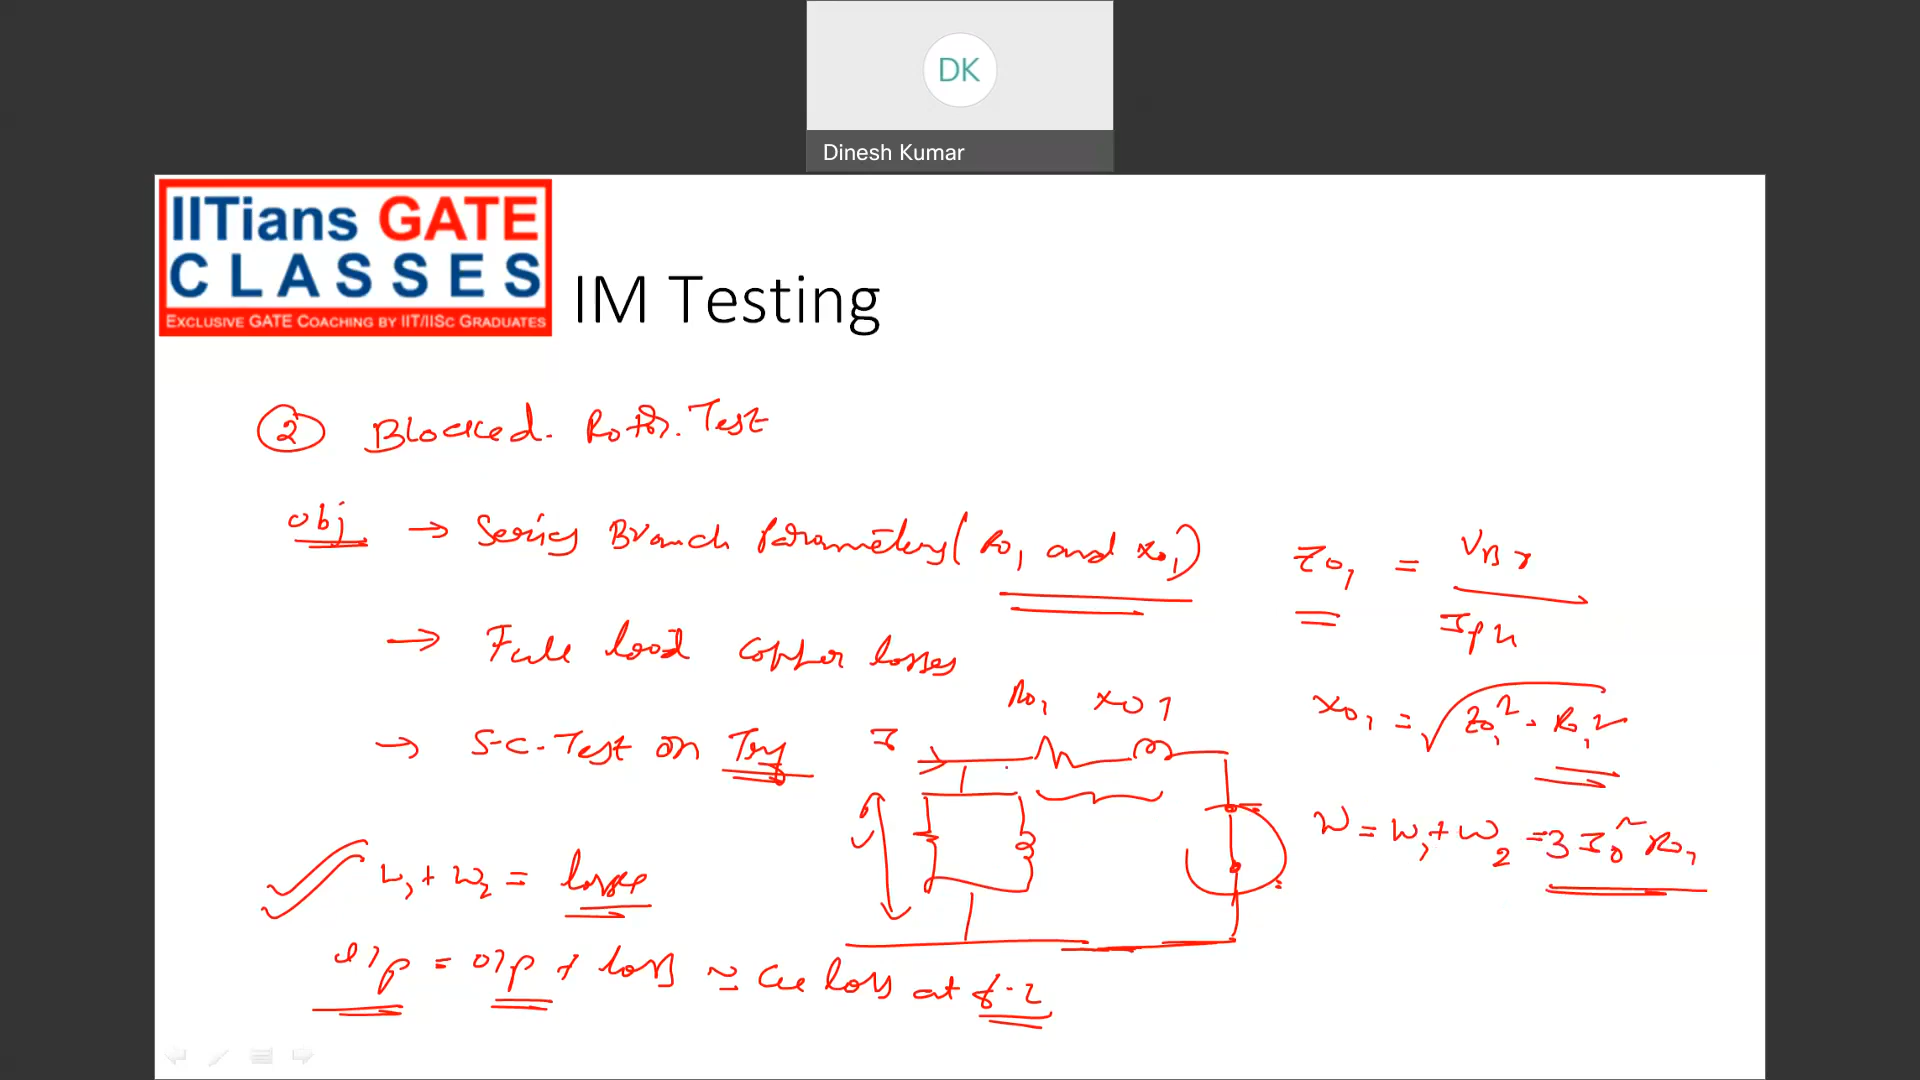 DK
Dinesh Kumar
IITians GATE
CLASSES
EXCLUSIVE GATE COACHING BY IIT/IISC GRADUATES
IM Testing
2 Blocked. Rotor. Test
obj → Series Branch Parameters (R01 and X01)
→ Full load copper losses
→ S-C-Test on Trf
W1 + W2 = losses
i/p = o/p + loss ≃ Cu loss at f.l
I
R01 X01
V
Z01 = VBr / Iph
X01 = √Z01² - R01²
W = W1 + W2 = 3 I0² R01